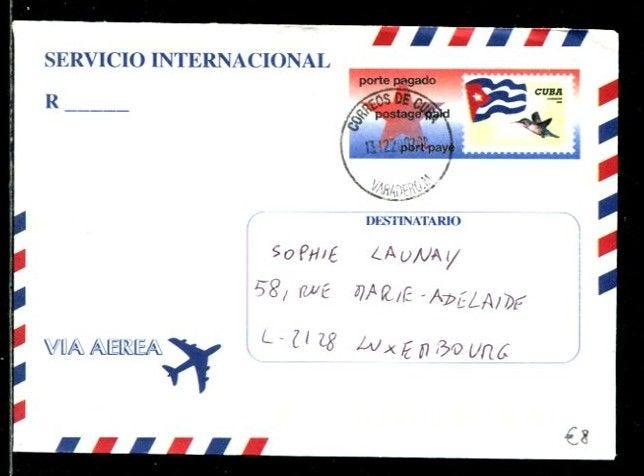 SERVICIO INTERNACIONAL
R _____
porte pagado
postage paid
port-payé
CUBA
CORREOS DE CUBA
VARADERO.M.
DESTINATARIO
SOPHIE LAUNAY
58, RUE MARIE-ADELAIDE
L-2128 LUXEMBOURG
VIA AEREA
€8